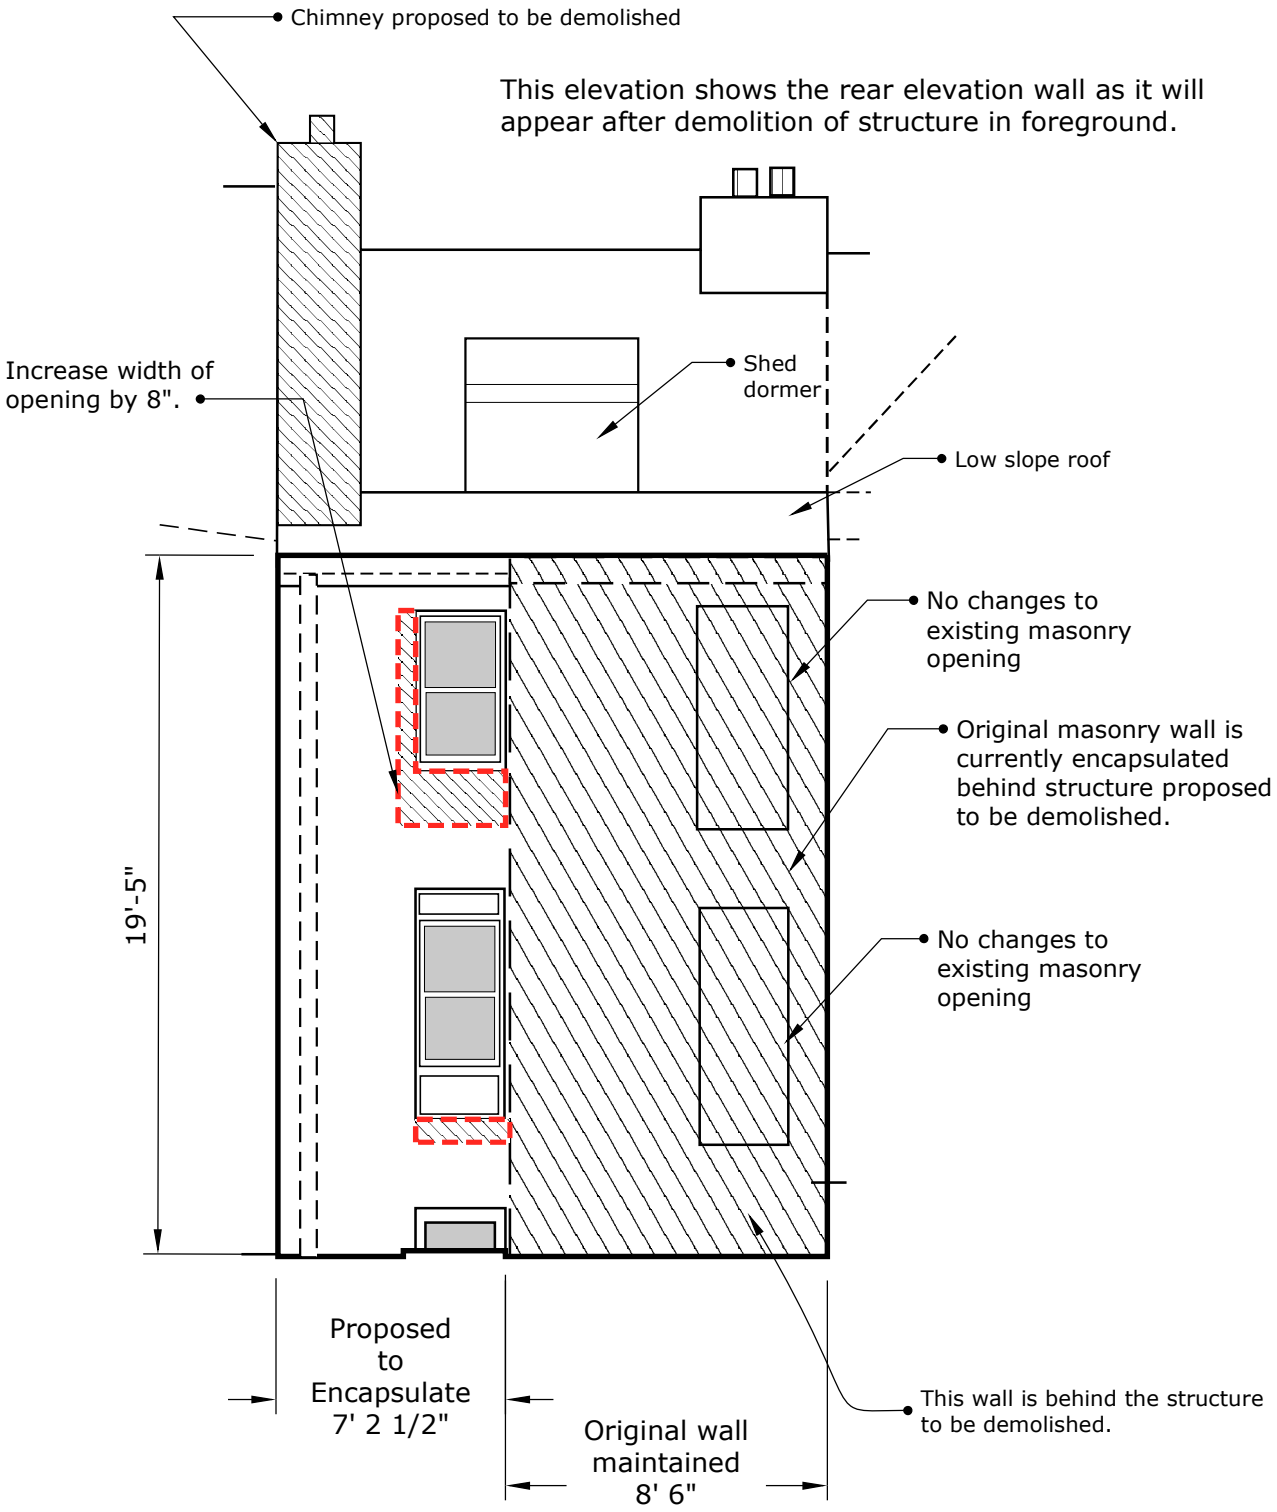 Chimney proposed to be demolished
This elevation shows the rear elevation wall as it will
appear after demolition of structure in foreground.
Increase width of
opening by 8".
Shed
dormer
Low slope roof
No changes to
existing masonry
opening
Original masonry wall is
currently encapsulated
behind structure proposed
to be demolished.
19'-5"
No changes to
existing masonry
opening
Proposed
to
Encapsulate
7' 2 1/2"
Original wall
maintained
8' 6"
This wall is behind the structure
to be demolished.